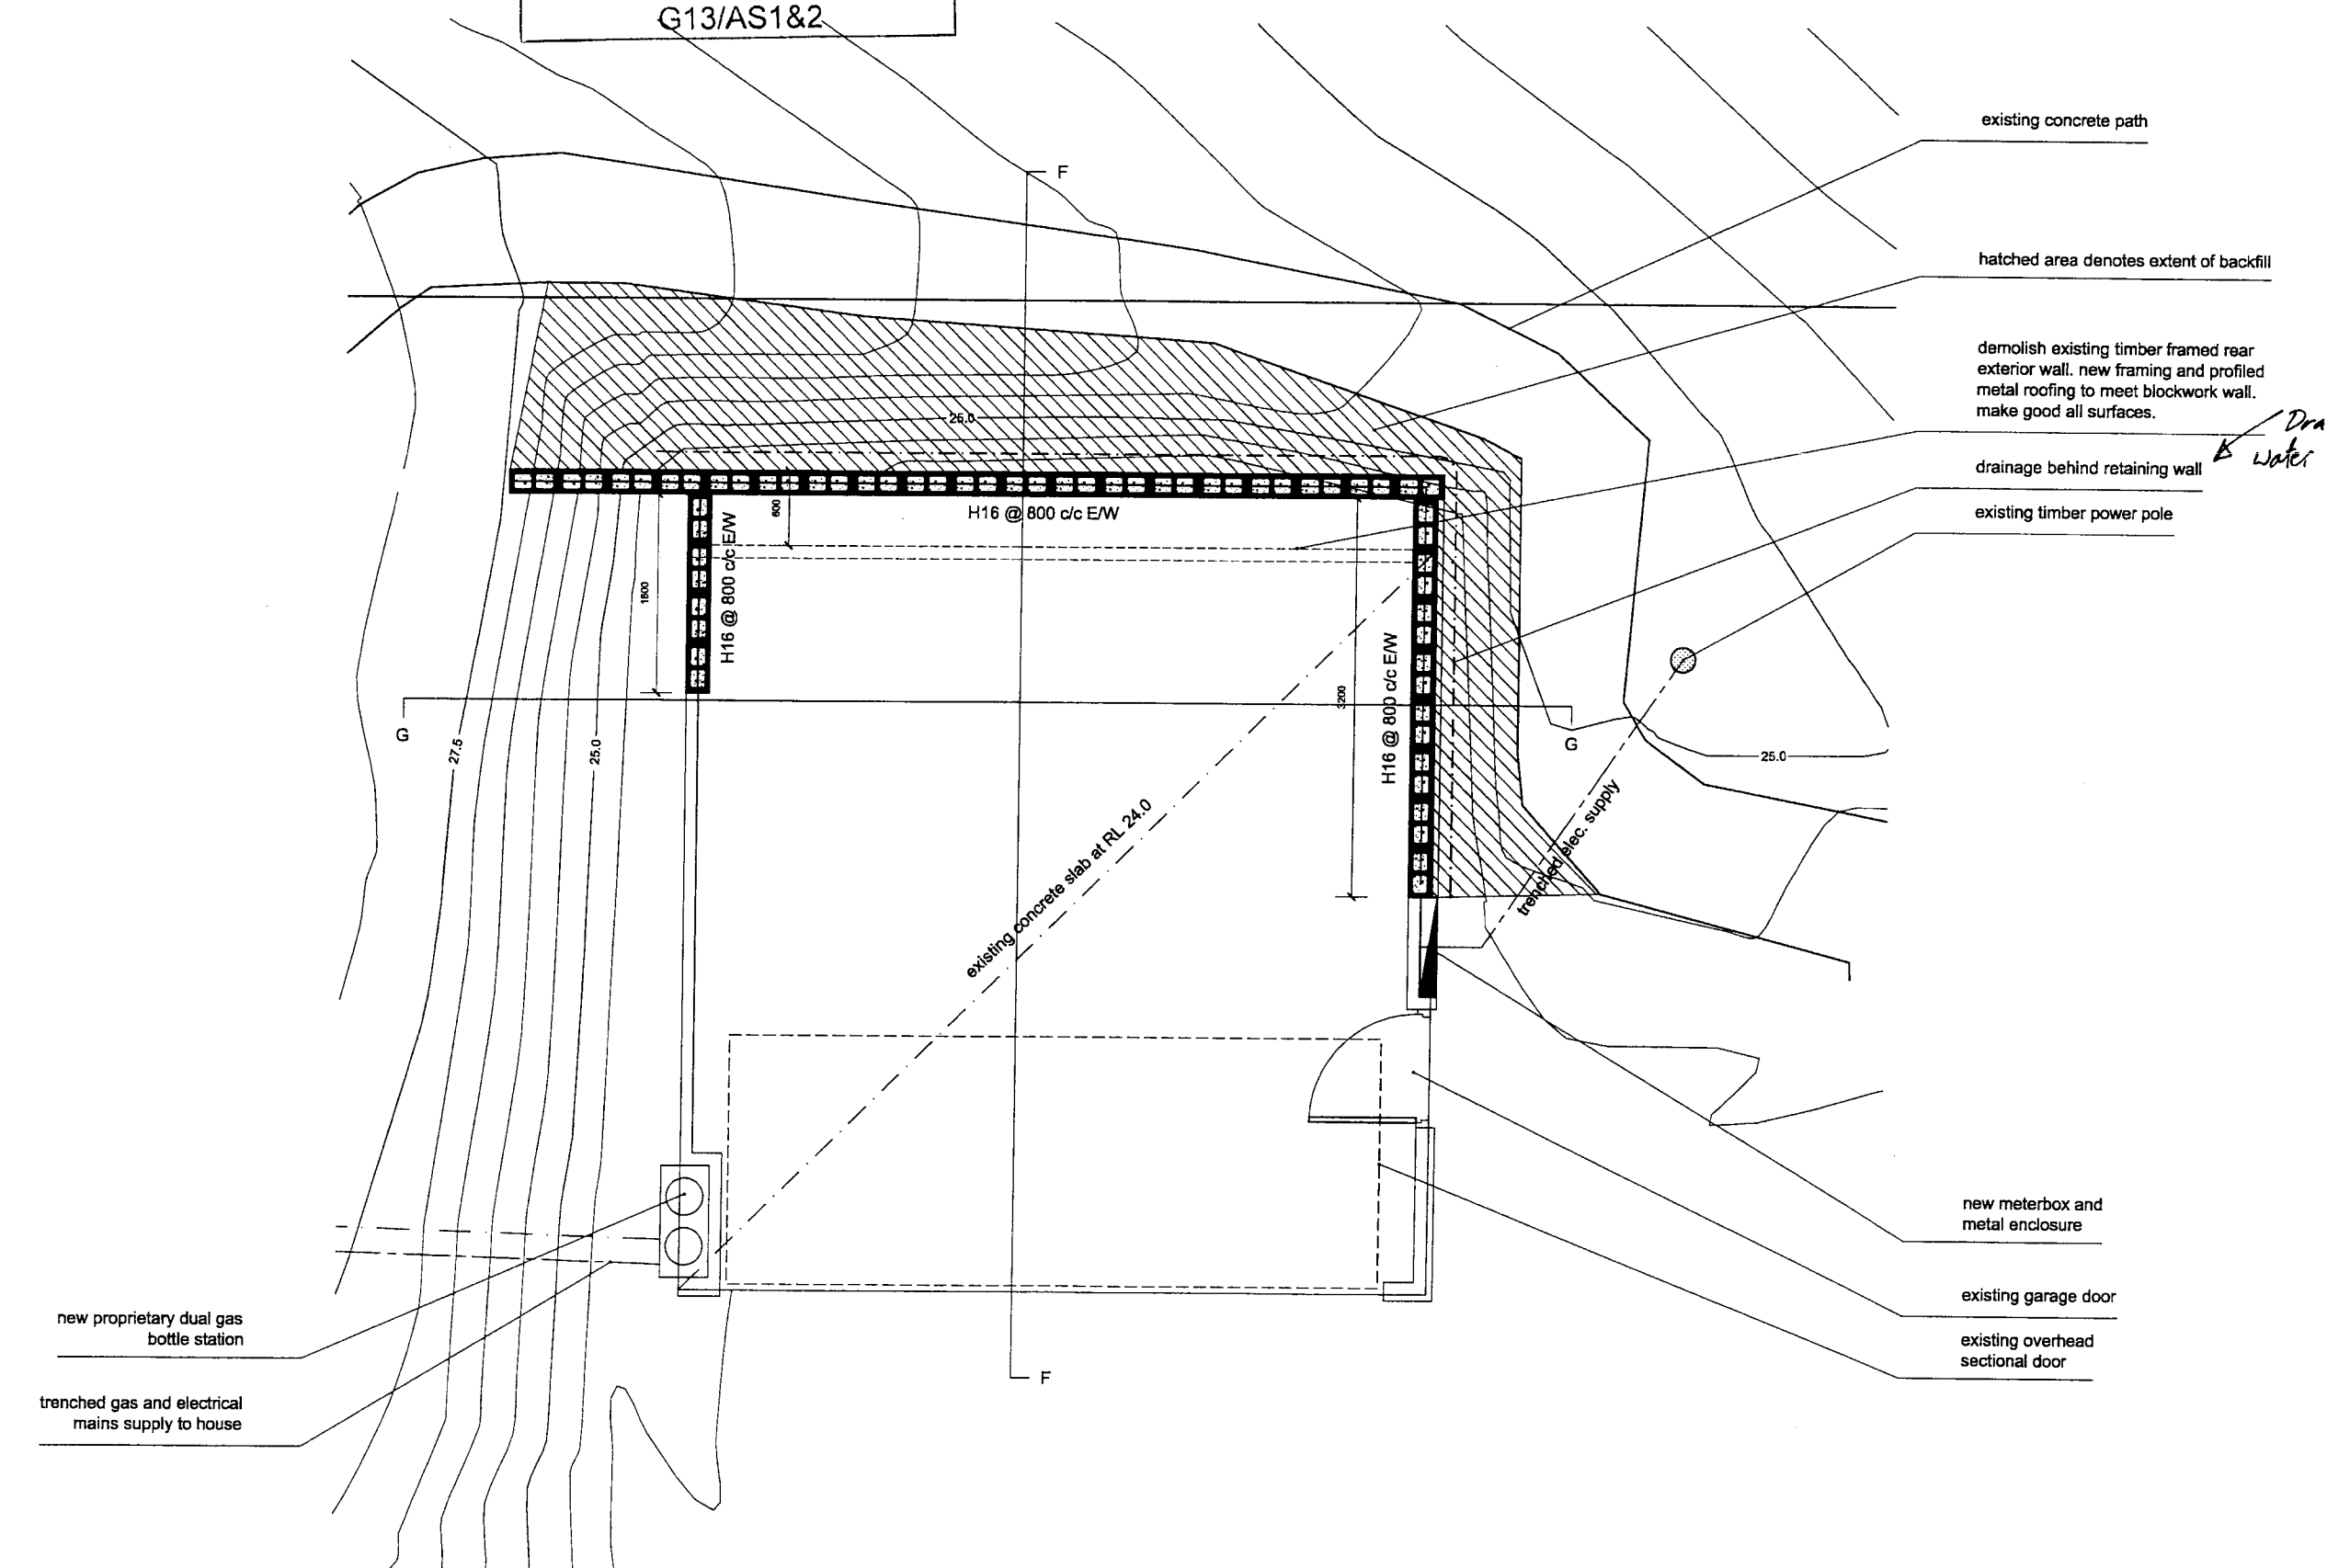 G13/AS1&2
F
existing concrete path
hatched area denotes extent of backfill
demolish existing timber framed rear
exterior wall. new framing and profiled
metal roofing to meet blockwork wall.
make good all surfaces.
Dra
water
drainage behind retaining wall
existing timber power pole
25.0
600
H16 @ 800 c/c E/W
H16 @ 800 c/c E/W
1800
H16 @ 800 c/c E/W
3200
G
G
27.5
25.0
25.0
trenched elec. supply
existing concrete slab at RL 24.0
new meterbox and
metal enclosure
existing garage door
existing overhead
sectional door
new proprietary dual gas
bottle station
trenched gas and electrical
mains supply to house
F